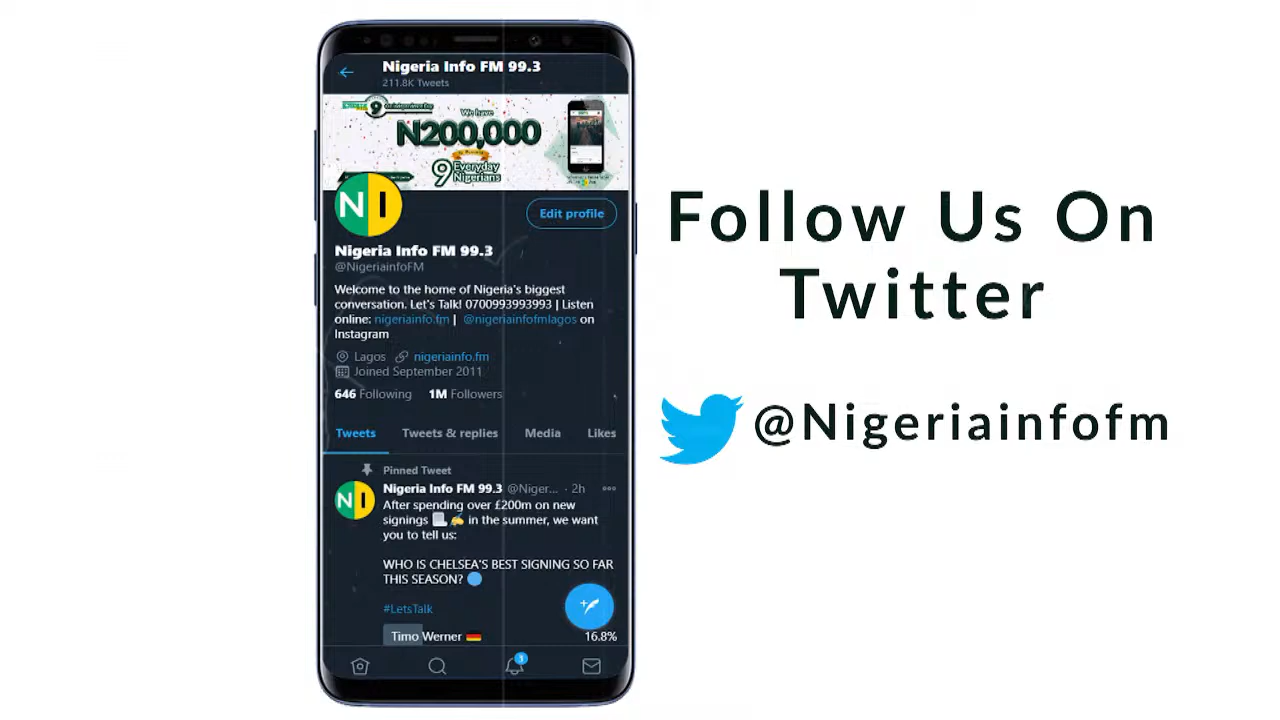 Nigeria Info FM 99.3
211.8K Tweets
We have
N200,000
9 Everyday
Nigerians
NI
Edit profile
Nigeria Info FM 99.3
@NigeriainfoFM
Welcome to the home of Nigeria's biggest
conversation. Let's Talk! 0700993993993 | Listen
online: nigeriainfo.fm | @nigeriainfofmlagos on
Instagram
Lagos nigeriainfo.fm
Joined September 2011
646 Following 1M Followers
Tweets Tweets & replies Media Likes
Pinned Tweet
NI
Nigeria Info FM 99.3 @Niger... · 2h
After spending over £200m on new
signings 📃✍ in the summer, we want
you to tell us:
WHO IS CHELSEA'S BEST SIGNING SO FAR
THIS SEASON? 🔵
#LetsTalk
Timo Werner 🇩🇪 16.8%
3
Follow Us On
Twitter
@Nigeriainfofm